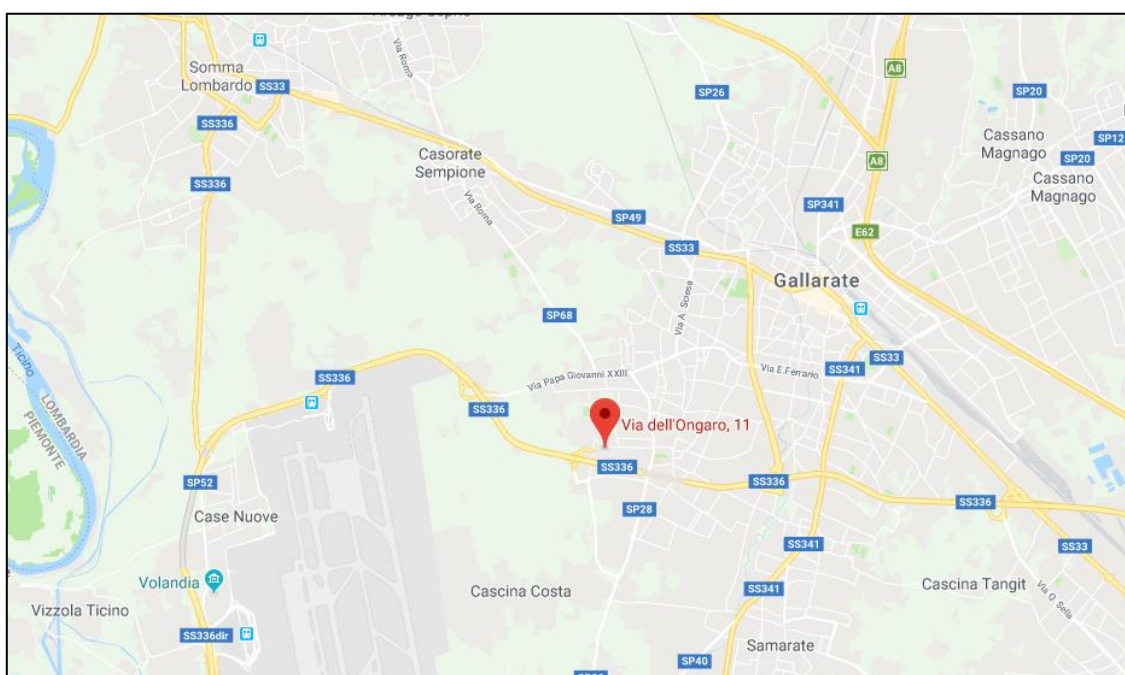 Somma
Lombardo
SS33
SS336
SS336
Via Roma
Casorate
Sempione
Via Roma
SP26
A8
SP20
Cassano
Magnago
SP12
SP20
A8
Cassano
Magnago
SP341
SP49
SS33
E62
Gallarate
Via A. Sciesa
SP68
SS33
SS341
Via E.Ferrario
Via Papa Giovanni XXIII
SS336
SS336
Ticino
LOMBARDIA
PIEMONTE
Via dell'Ongaro, 11
SS336
SS336
SP52
SS336
Case Nuove
SP28
SS341
SS33
Volandia
Vizzola Ticino
Cascina Costa
SS341
Cascina Tangit
Via Q. Sella
SS336dir
Samarate
SP40